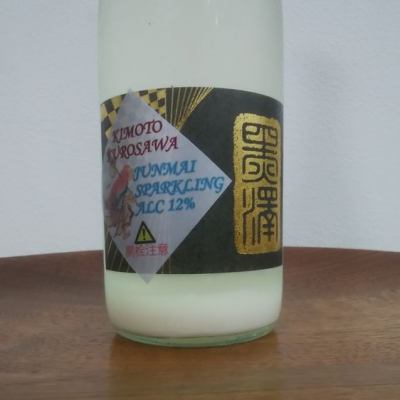 KIMOTO
KUROSAWA
JUNMAI
SPARKLING
ALC 12%
開栓注意
黒澤